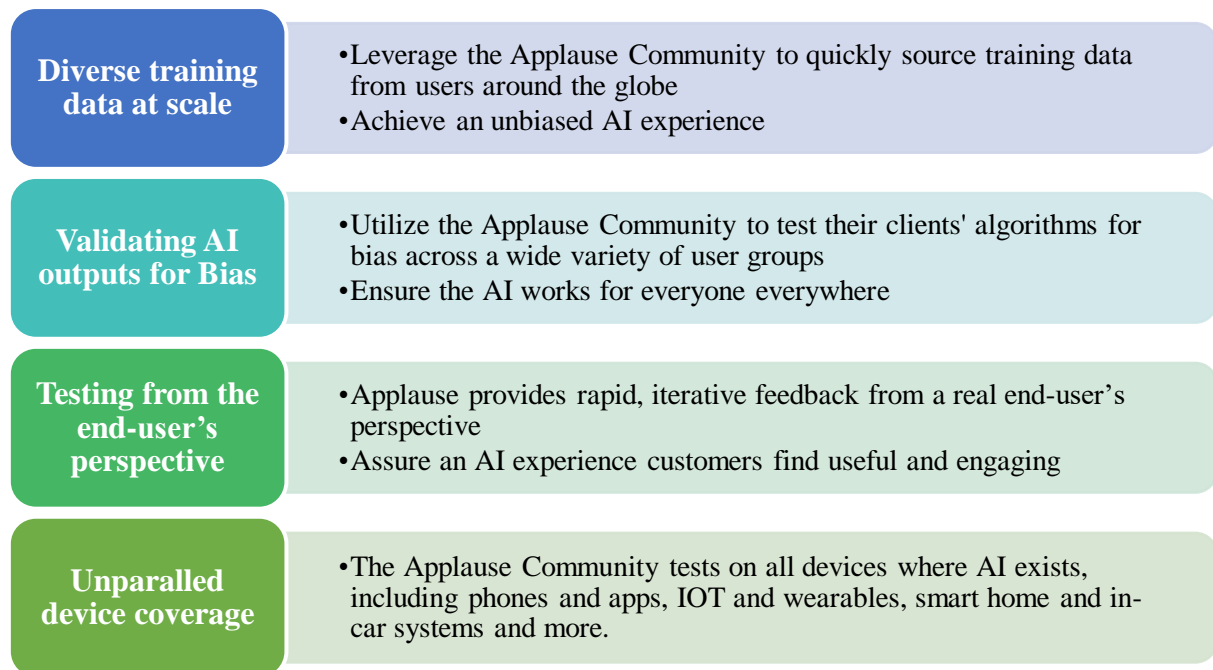 Diverse training
data at scale
•Leverage the Applause Community to quickly source training data
from users around the globe
•Achieve an unbiased AI experience
Validating AI
outputs for Bias
•Utilize the Applause Community to test their clients' algorithms for
bias across a wide variety of user groups
•Ensure the AI works for everyone everywhere
Testing from the
end-user’s
perspective
•Applause provides rapid, iterative feedback from a real end-user’s
perspective
•Assure an AI experience customers find useful and engaging
Unparalled
device coverage
•The Applause Community tests on all devices where AI exists,
including phones and apps, IOT and wearables, smart home and in-
car systems and more.